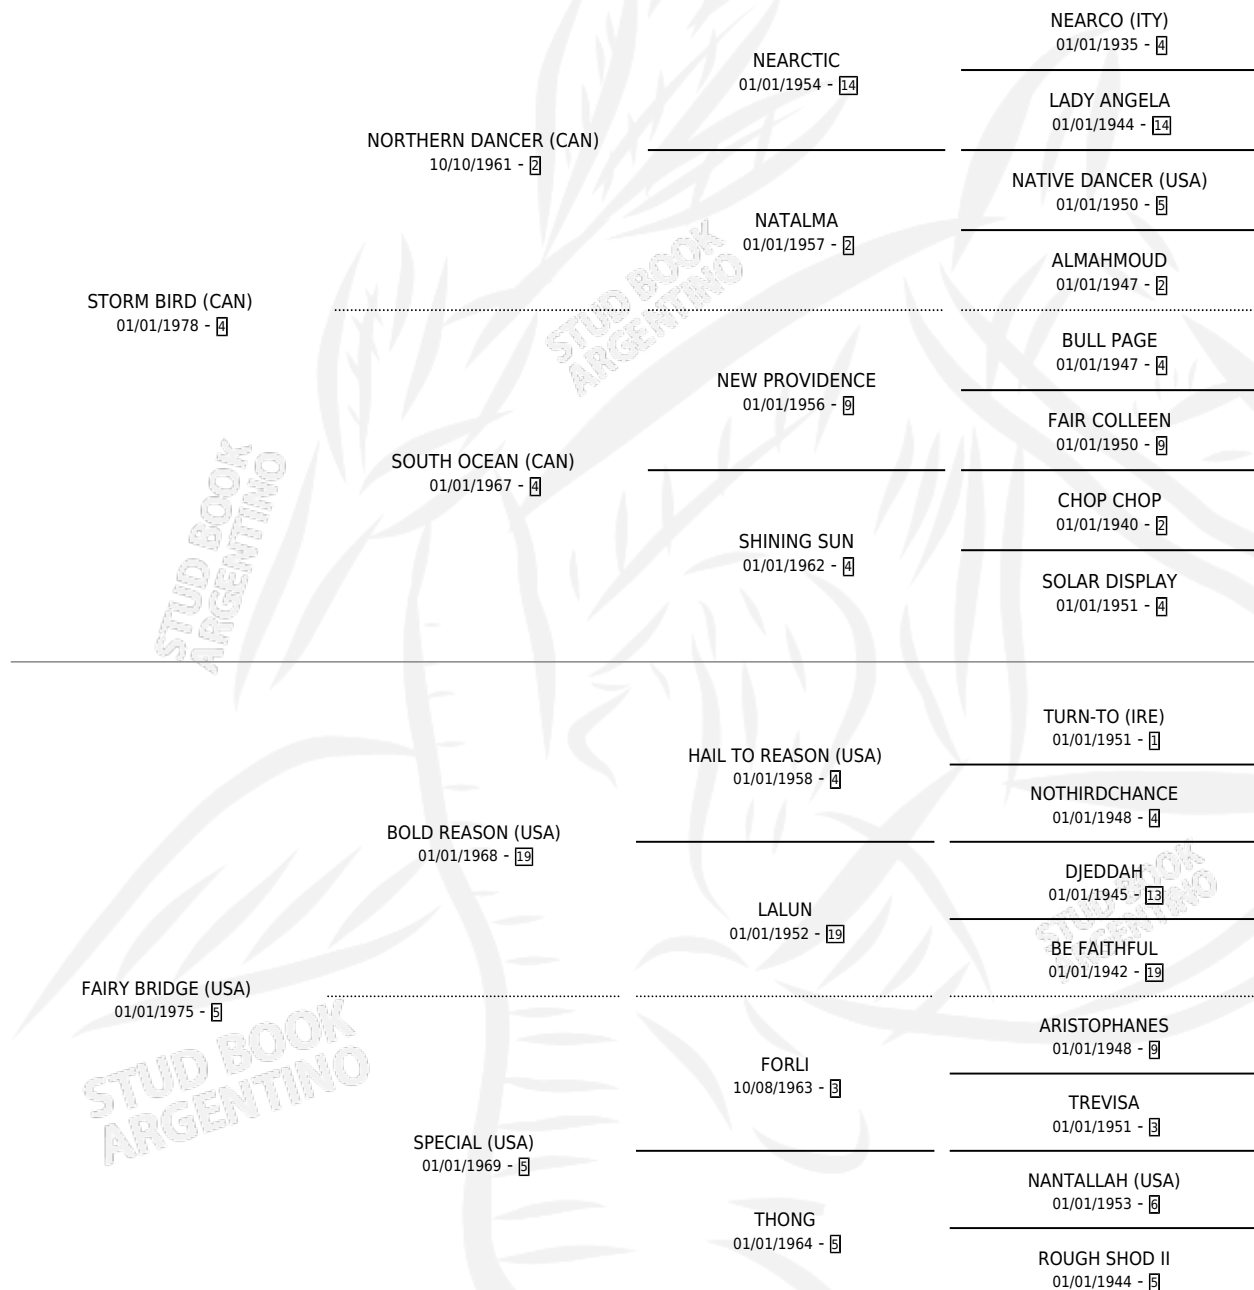 NEARCO (ITY)
01/01/1935 - 4
NEARCTIC
01/01/1954 - 14
LADY ANGELA
01/01/1944 - 14
NORTHERN DANCER (CAN)
10/10/1961 - 2
NATIVE DANCER (USA)
01/01/1950 - 5
NATALMA
01/01/1957 - 2
ALMAHMOUD
01/01/1947 - 2
STORM BIRD (CAN)
01/01/1978 - 4
STUD BOOK
ARGENTINO
BULL PAGE
01/01/1947 - 4
NEW PROVIDENCE
01/01/1956 - 9
FAIR COLLEEN
01/01/1950 - 9
SOUTH OCEAN (CAN)
01/01/1967 - 4
CHOP CHOP
01/01/1940 - 2
SHINING SUN
01/01/1962 - 4
SOLAR DISPLAY
01/01/1951 - 4
STUD BOOK
ARGENTINO
TURN-TO (IRE)
01/01/1951 - 1
HAIL TO REASON (USA)
01/01/1958 - 4
NOTHIRDCHANCE
01/01/1948 - 4
BOLD REASON (USA)
01/01/1968 - 19
DJEDDAH
01/01/1945 - 13
LALUN
01/01/1952 - 19
STUD BOOK
ARGENTINO
BE FAITHFUL
01/01/1942 - 19
FAIRY BRIDGE (USA)
01/01/1975 - 5
ARISTOPHANES
01/01/1948 - 9
FORLI
10/08/1963 - 3
TREVISA
01/01/1951 - 3
STUD BOOK
ARGENTINO
SPECIAL (USA)
01/01/1969 - 5
NANTALLAH (USA)
01/01/1953 - 6
THONG
01/01/1964 - 5
ROUGH SHOD II
01/01/1944 - 5